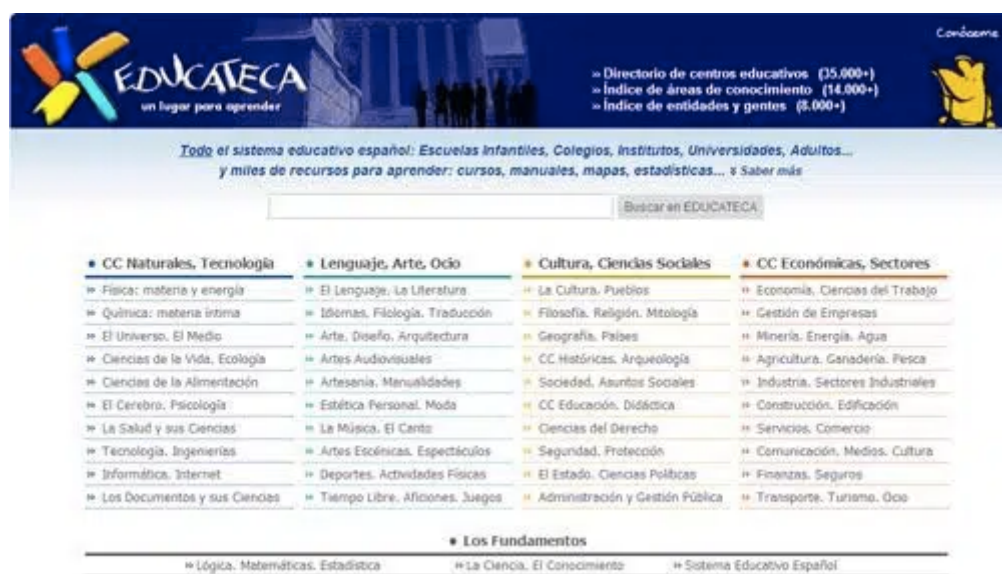 Conóceme
EDUCATECA
un lugar para aprender
» Directorio de centros educativos (35.000+)
» Índice de áreas de conocimiento (14.000+)
» Índice de entidades y gentes (8.000+)
Todo el sistema educativo español: Escuelas Infantiles, Colegios, Institutos, Universidades, Adultos...
y miles de recursos para aprender: cursos, manuales, mapas, estadísticas... » Saber más
Buscar en EDUCATECA
• CC Naturales, Tecnología
» Física: materia y energía
» Química: materia íntima
» El Universo. El Medio
» Ciencias de la Vida. Ecología
» Ciencias de la Alimentación
» El Cerebro. Psicología
» La Salud y sus Ciencias
» Tecnología. Ingenierías
» Informática. Internet
» Los Documentos y sus Ciencias
• Lenguaje, Arte, Ocio
» El Lenguaje. La Literatura
» Idiomas. Filología. Traducción
» Arte. Diseño. Arquitectura
» Artes Audiovisuales
» Artesanía. Manualidades
» Estética Personal. Moda
» La Música. El Canto
» Artes Escénicas. Espectáculos
» Deportes. Actividades Físicas
» Tiempo Libre. Aficiones. Juegos
• Cultura, Ciencias Sociales
» La Cultura. Pueblos
» Filosofía. Religión. Mitología
» Geografía. Países
» CC Históricas. Arqueología
» Sociedad. Asuntos Sociales
» CC Educación. Didáctica
» Ciencias del Derecho
» Seguridad. Protección
» El Estado. Ciencias Políticas
» Administración y Gestión Pública
• CC Económicas, Sectores
» Economía. Ciencias del Trabajo
» Gestión de Empresas
» Minería. Energía. Agua
» Agricultura. Ganadería. Pesca
» Industria. Sectores Industriales
» Construcción. Edificación
» Servicios. Comercio
» Comunicación. Medios. Cultura
» Finanzas. Seguros
» Transporte. Turismo. Ocio
• Los Fundamentos
» Lógica. Matemáticas. Estadística
» La Ciencia. El Conocimiento
» Sistema Educativo Español